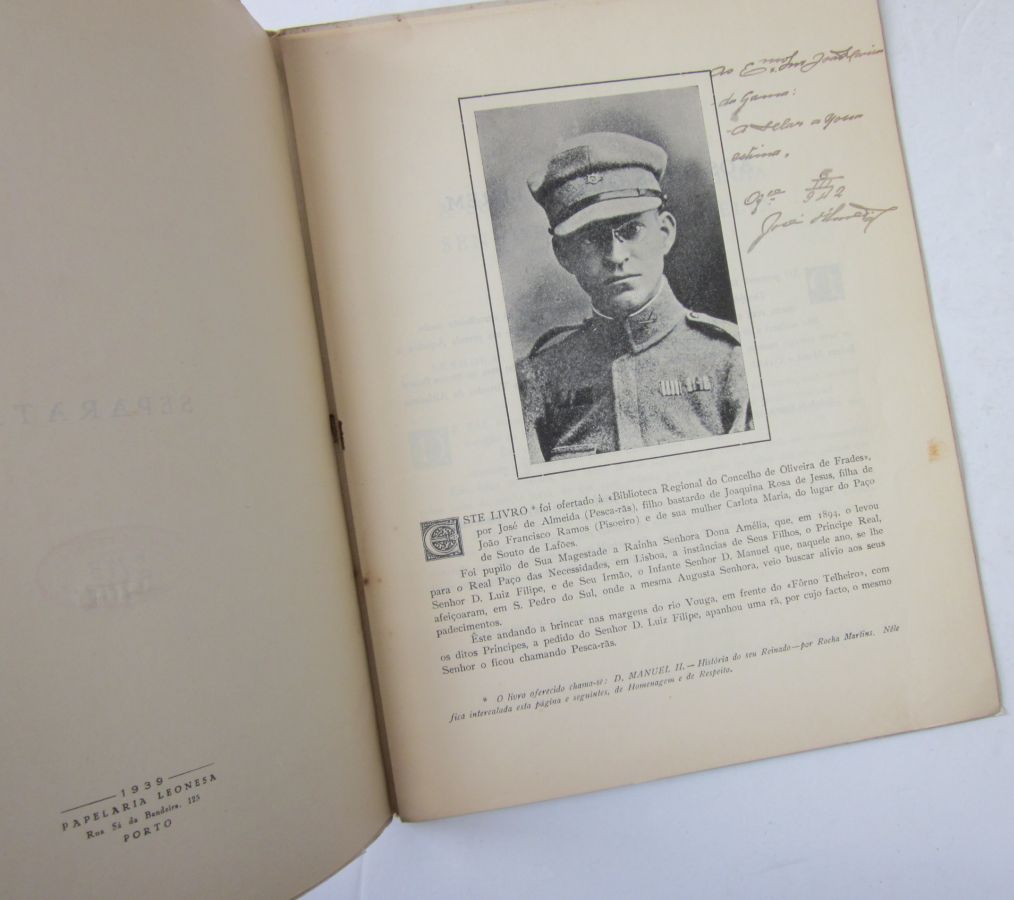 1939
PAPELARIA LEONESA
Rua Sá da Bandeira, 125
PORTO
Ao Exmo. Snr.
da Gama:
a quem
estima,
José d'Almeida
ESTE LIVRO * foi ofertado à «Biblioteca Regional do Concelho de Oliveira de Frades»,
por José de Almeida (Pesca-rãs), filho bastardo de Joaquina Rosa de Jesus, filha de
João Francisco Ramos (Pisoeiro) e de sua mulher Carlota Maria, do lugar do Paço
de Souto de Lafões.
Foi pupilo de Sua Magestade a Rainha Senhora Dona Amélia, que, em 1894, o levou
para o Real Paço das Necessidades, em Lisboa, a instâncias de Seus Filhos, o Príncipe Real,
Senhor D. Luiz Filipe, e de Seu Irmão, o Infante Senhor D. Manuel que, naquele ano, se lhe
afeiçoaram, em S. Pedro do Sul, onde a mesma Augusta Senhora, veio buscar alivio aos seus
padecimentos.
Êste andando a brincar nas margens do rio Vouga, em frente do «Fôrno Telheiro», com
os ditos Príncipes, a pedido do Senhor D. Luiz Filipe, apanhou uma rã, por cujo facto, o mesmo
Senhor o ficou chamando Pesca-rãs.
* O livro oferecido chama-se: D. MANUEL II. — História do seu Reinado — por Rocha Martins. Nêle
fica intercalada esta página e seguintes, de Homenagem e de Respeito.